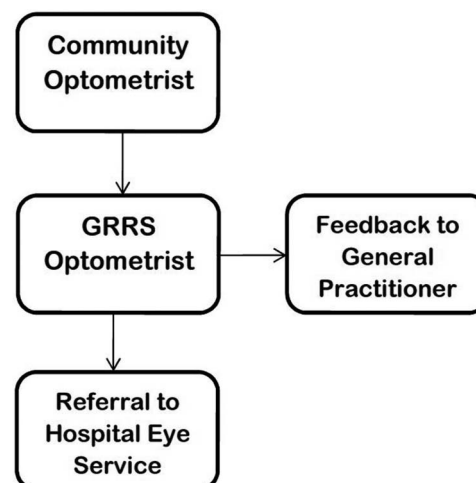 Community
Optometrist
GRRS
Optometrist
Feedback to
General
Practitioner
Referral to
Hospital Eye
Service